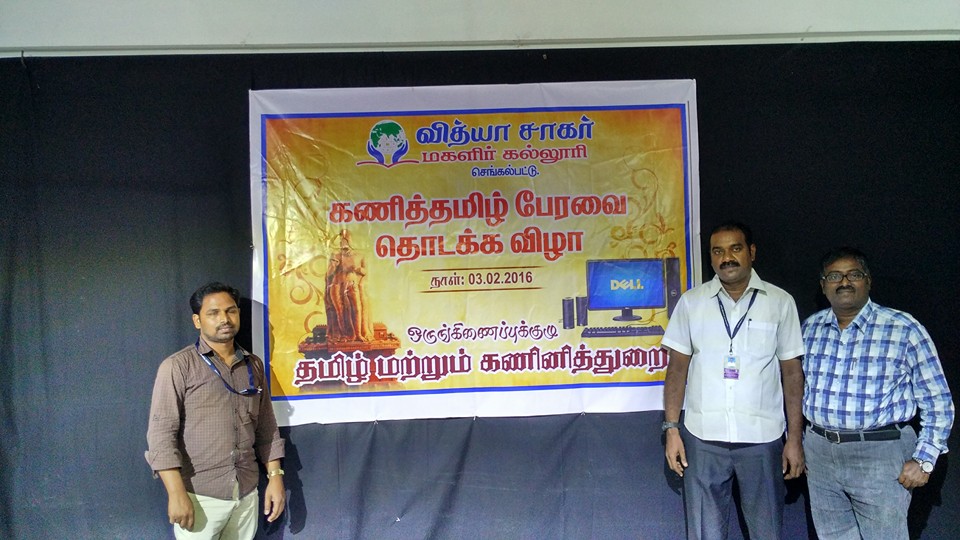 வித்யா சாகர்
மகளிர் கல்லூரி
செங்கல்பட்டு.
கணித்தமிழ் பேரவை
தொடக்க விழா
நாள்: 03.02.2016
DELL
ஒருங்கிணைப்புக்குழு
தமிழ் மற்றும் கணினித்துறை